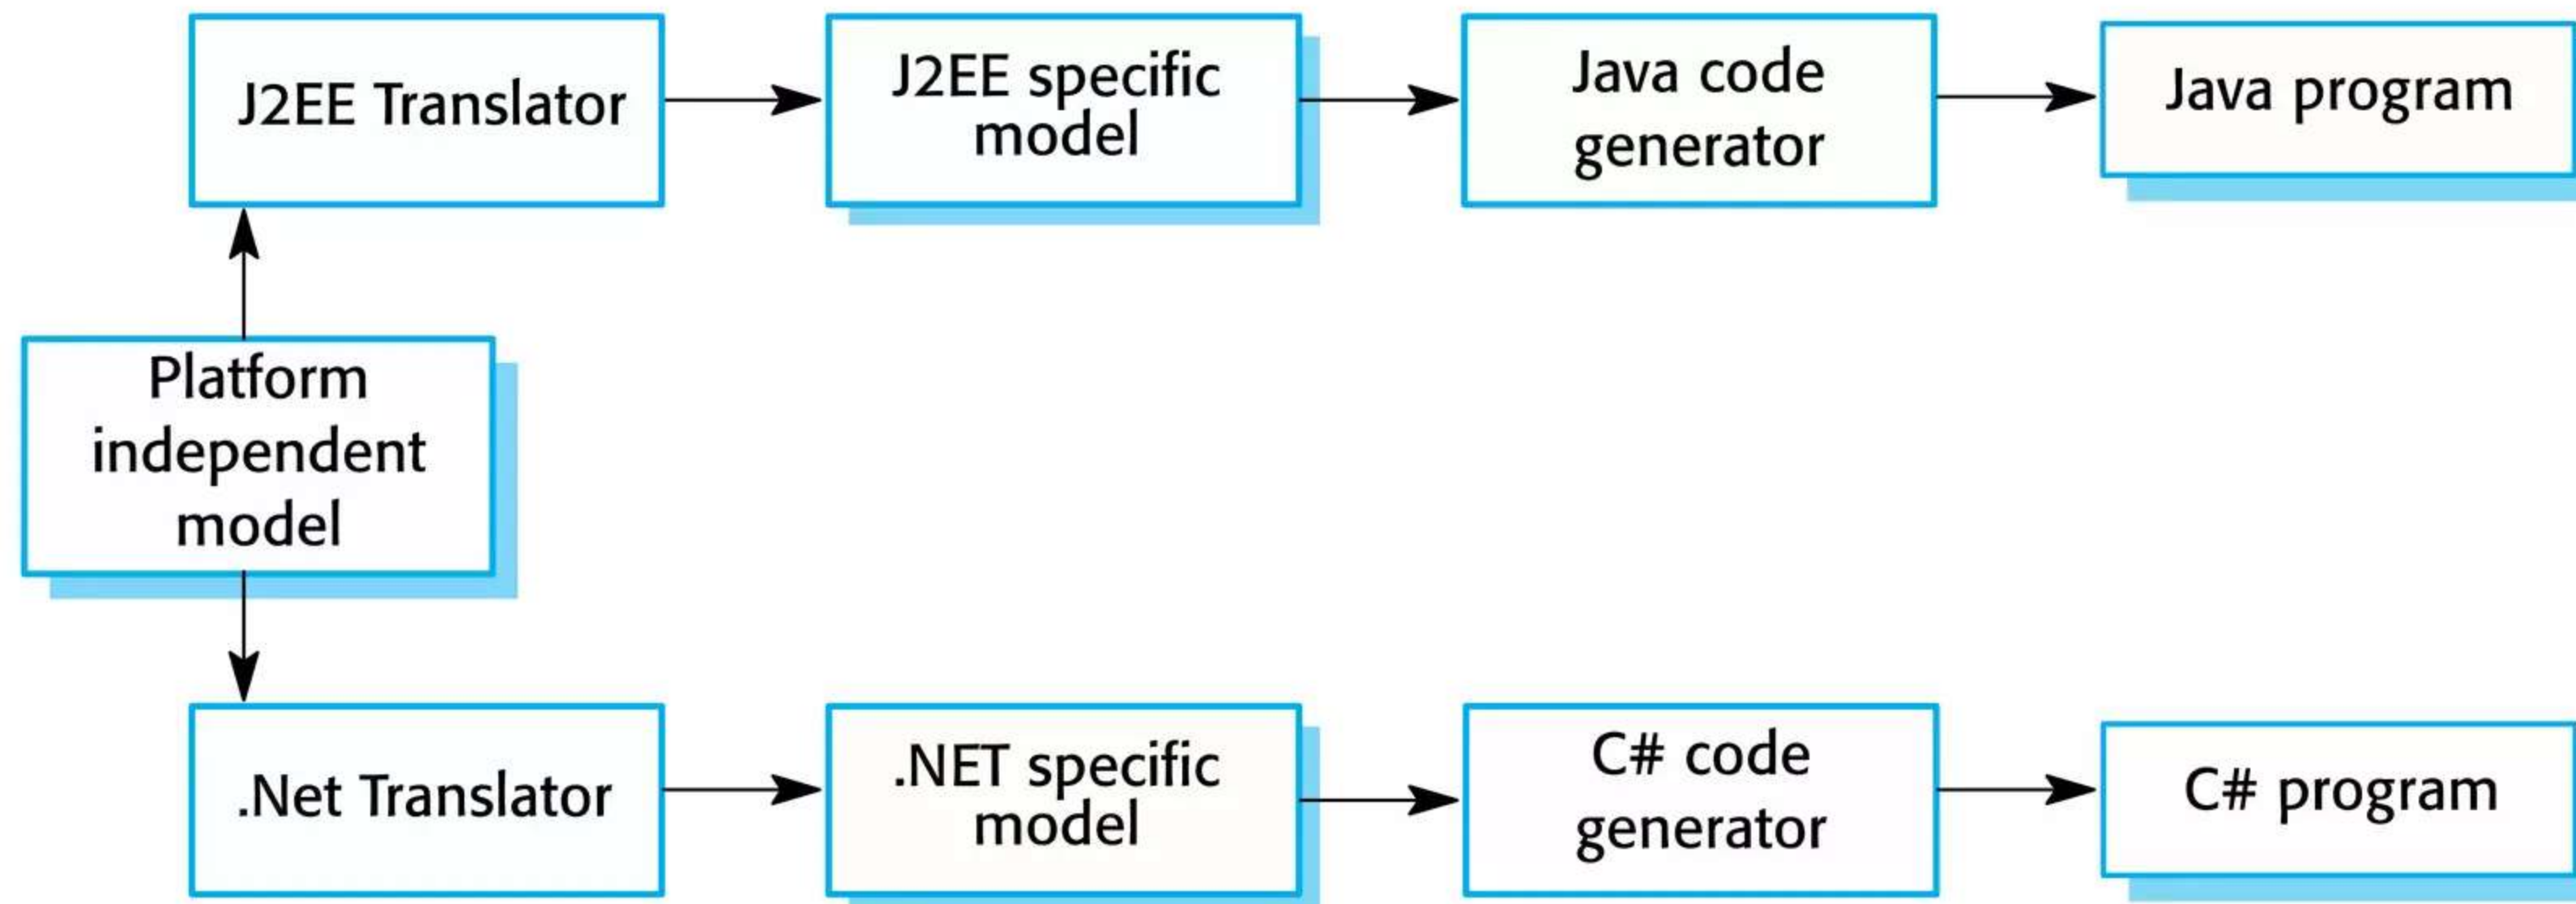 J2EE Translator
J2EE specific
model
Java code
generator
Java program
Platform
independent
model
.Net Translator
.NET specific
model
C# code
generator
C# program